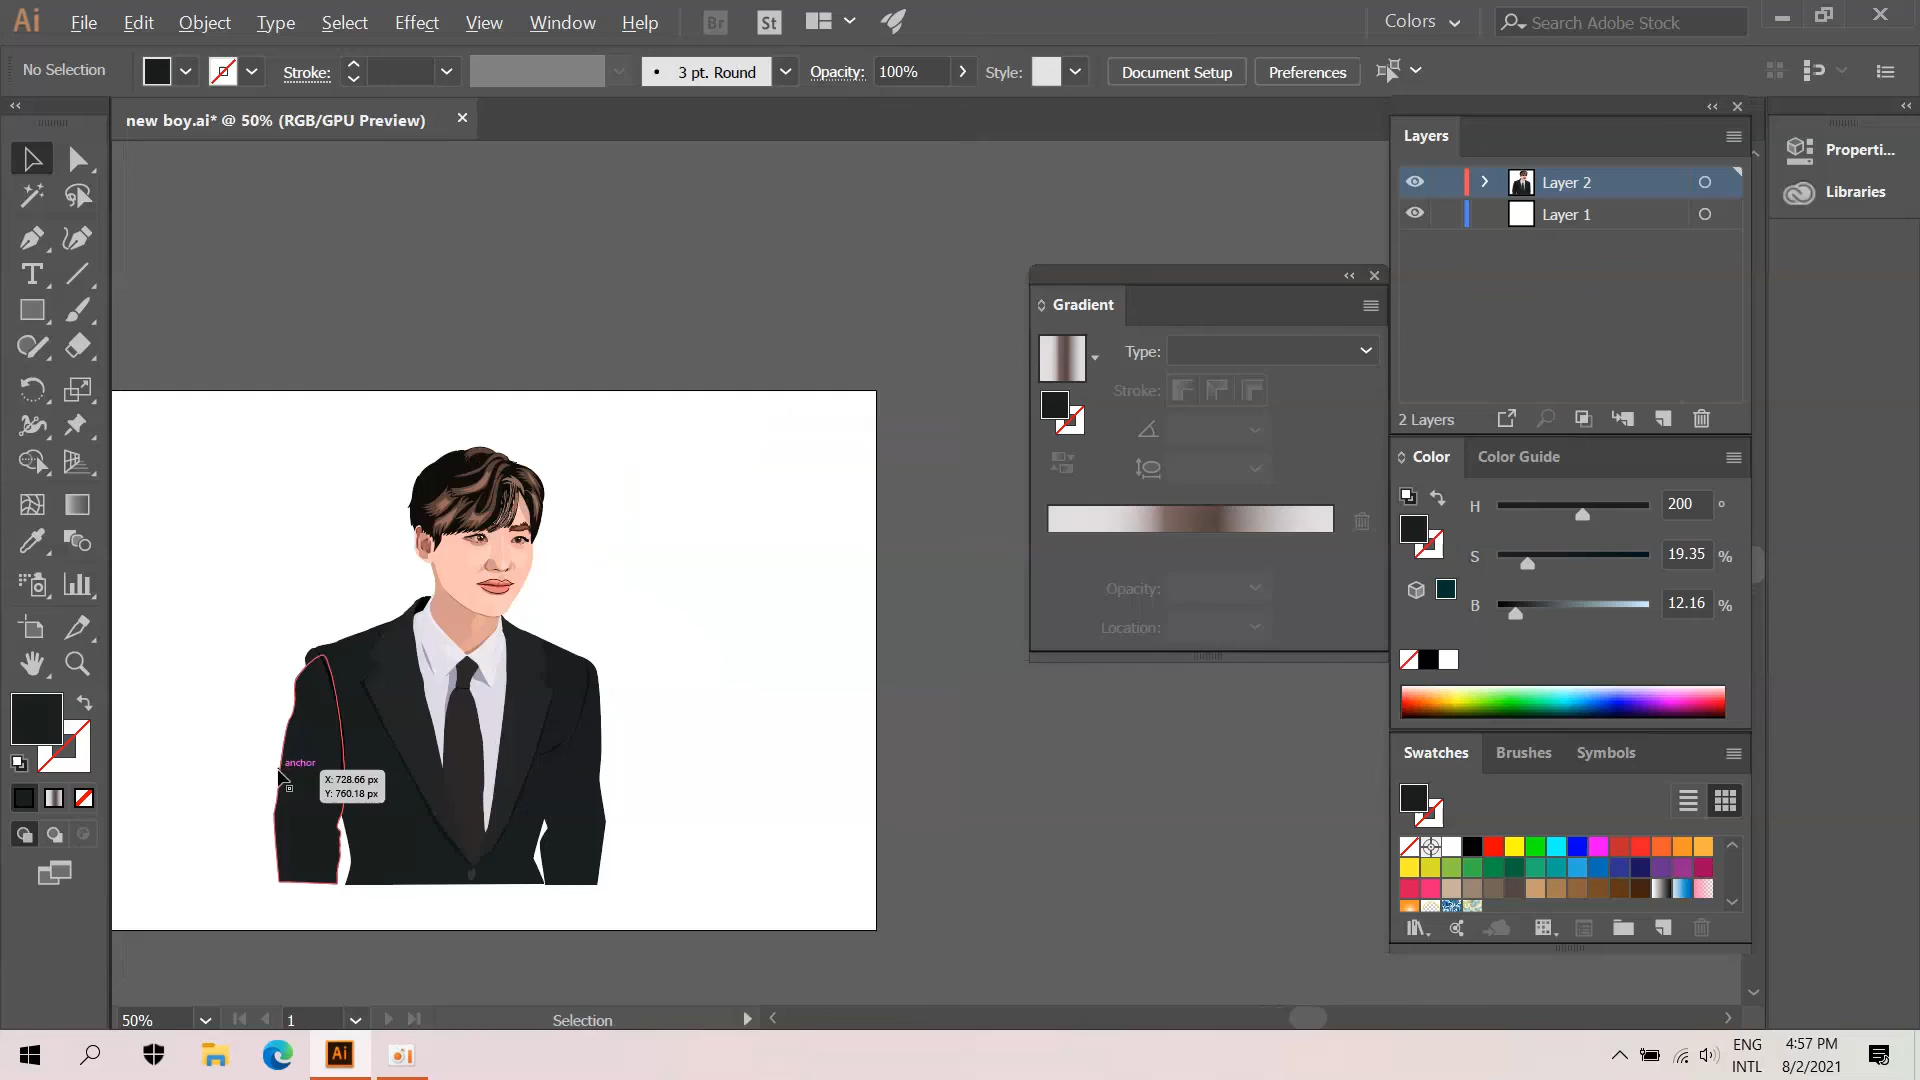 Ai File Edit Object Type Select Effect View Window Help Br St Colors Search Adobe Stock
No Selection Stroke: 3 pt. Round Opacity: 100% Style: Document Setup Preferences
new boy.ai* @ 50% (RGB/GPU Preview)
Layers
Layer 2
Layer 1
2 Layers
Properti...
Libraries
Gradient
Type:
Stroke:
Opacity:
Location:
Color Color Guide
H 200 °
S 19.35 %
B 12.16 %
Swatches Brushes Symbols
anchor
X: 728.66 px
Y: 760.18 px
50% 1 Selection
Ai
ENG
INTL
4:57 PM
8/2/2021